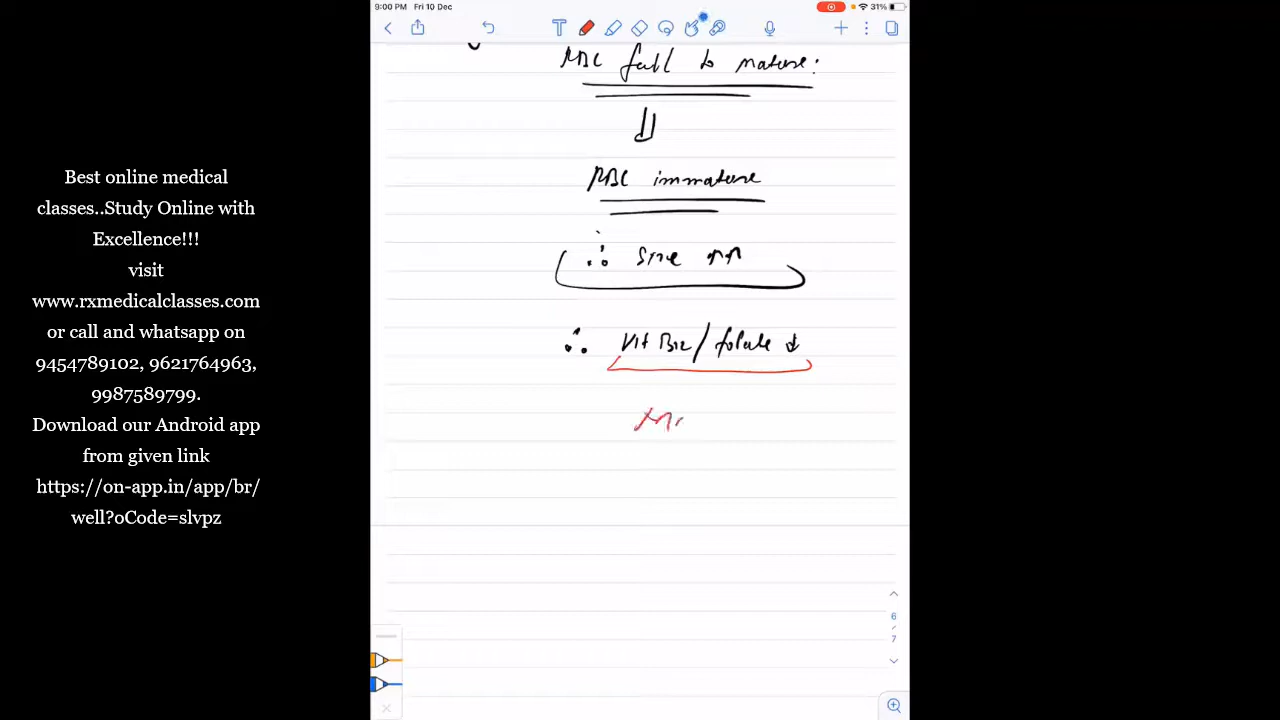 9:00 PM Fri 10 Dec
31%
RBC fail to mature:
RBC immature
∴ Size ↑↑
∴ Vit B12/folate ↓
Best online medical
classes..Study Online with
Excellence!!!
visit
www.rxmedicalclasses.com
or call and whatsapp on
9454789102, 9621764963,
9987589799.
Download our Android app
from given link
https://on-app.in/app/br/
well?oCode=slvpz
6
7